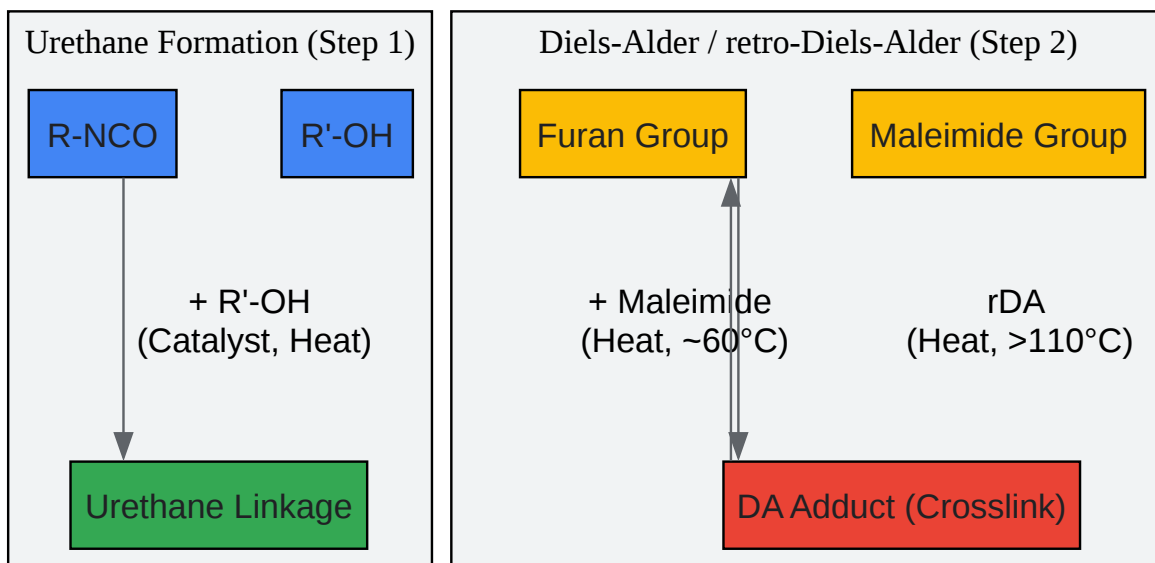 Urethane Formation (Step 1)
R-NCO
R'-OH
+ R'-OH
(Catalyst, Heat)
Urethane Linkage
Diels-Alder / retro-Diels-Alder (Step 2)
Furan Group
Maleimide Group
+ Maleimide
(Heat, ~60°C)
rDA
(Heat, >110°C)
DA Adduct (Crosslink)